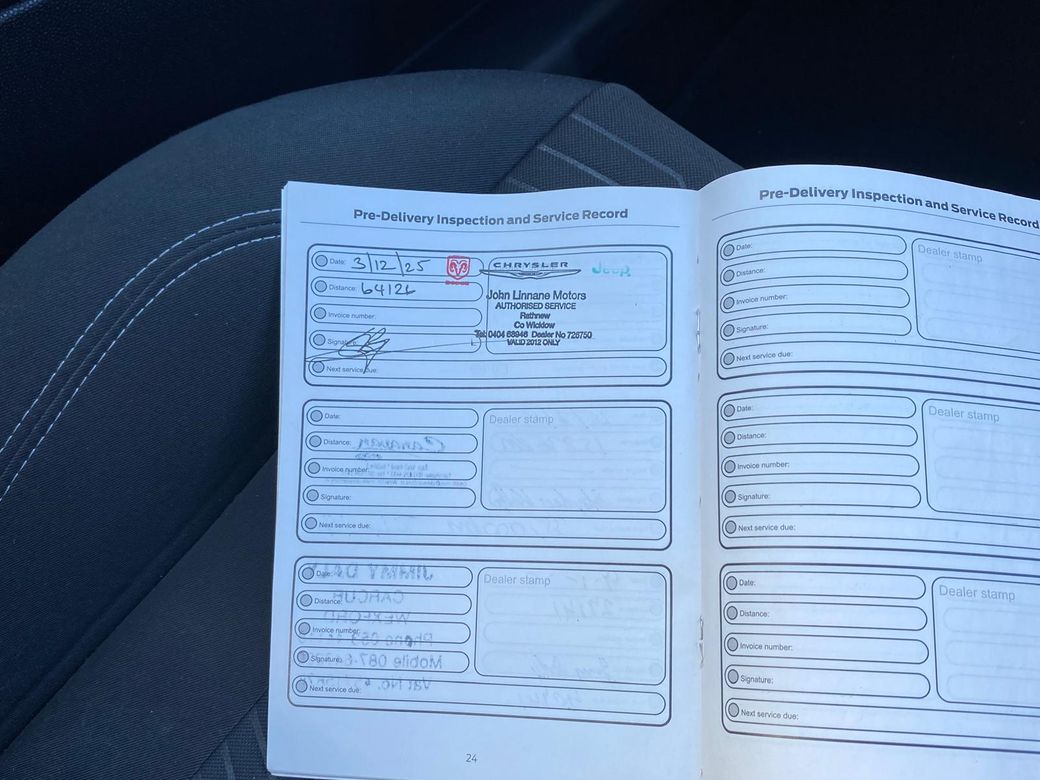 Pre-Delivery Inspection and Service Record
Date: 3/12/25
Distance: 64122
Invoice number:
Signature:
Next service due:
DODGE
CHRYSLER
Jeep
John Linnane Motors
AUTHORISED SERVICE
Rathnew
Co Wicklow
Tel: 0404 68946 Dealer No 726750
VALID 2012 ONLY
Date:
Distance:
Invoice number:
Signature:
Next service due:
Dealer stamp
Date:
Distance:
Invoice number:
Signature:
Next service due:
Dealer stamp
24
Pre-Delivery Inspection and Service Record
Date:
Distance:
Invoice number:
Signature:
Next service due:
Dealer stamp
Date:
Distance:
Invoice number:
Signature:
Next service due:
Dealer stamp
Date:
Distance:
Invoice number:
Signature:
Next service due:
Dealer stamp